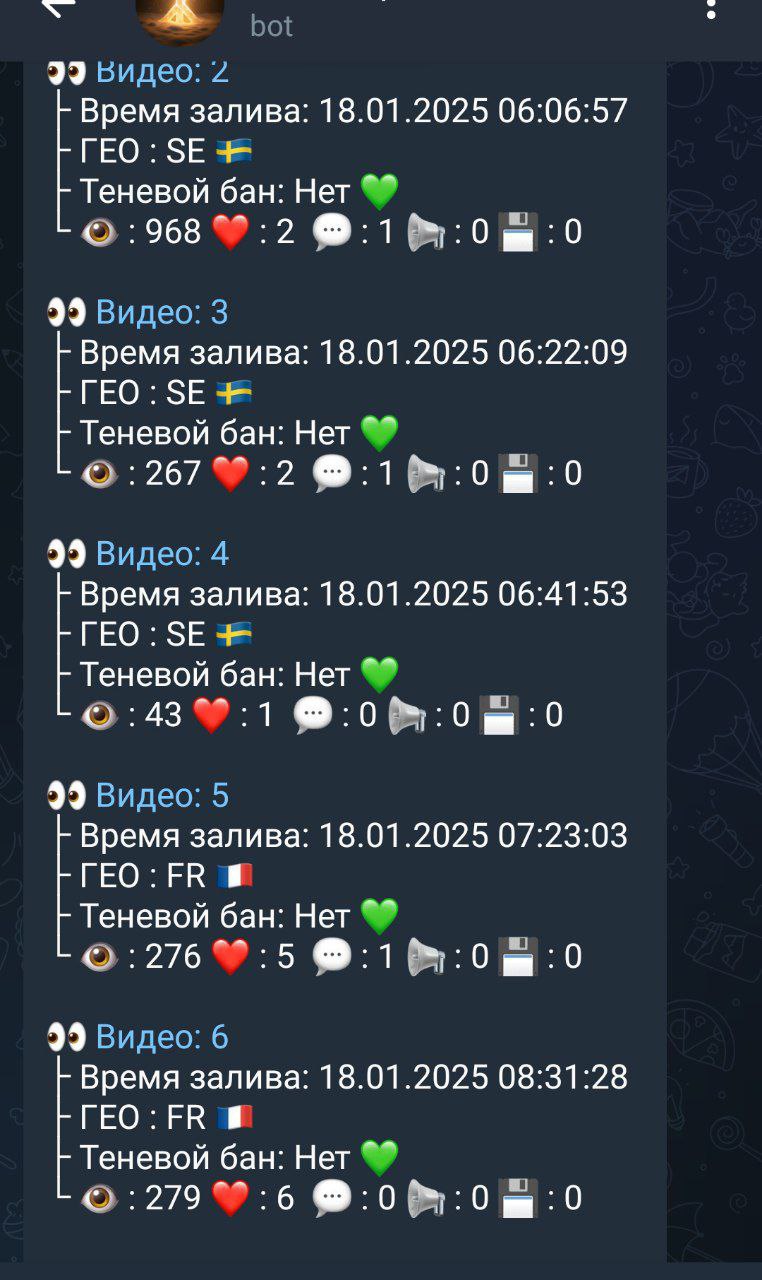 bot
👀 Видео: 2
├ Время залива: 18.01.2025 06:06:57
├ ГЕО : SE 🇸🇪
├ Теневой бан: Нет 💚
└ 👁 : 968 ❤️ : 2 💬 : 1 📢 : 0 💾 : 0
👀 Видео: 3
├ Время залива: 18.01.2025 06:22:09
├ ГЕО : SE 🇸🇪
├ Теневой бан: Нет 💚
└ 👁 : 267 ❤️ : 2 💬 : 1 📢 : 0 💾 : 0
👀 Видео: 4
├ Время залива: 18.01.2025 06:41:53
├ ГЕО : SE 🇸🇪
├ Теневой бан: Нет 💚
└ 👁 : 43 ❤️ : 1 💬 : 0 📢 : 0 💾 : 0
👀 Видео: 5
├ Время залива: 18.01.2025 07:23:03
├ ГЕО : FR 🇫🇷
├ Теневой бан: Нет 💚
└ 👁 : 276 ❤️ : 5 💬 : 1 📢 : 0 💾 : 0
👀 Видео: 6
├ Время залива: 18.01.2025 08:31:28
├ ГЕО : FR 🇫🇷
├ Теневой бан: Нет 💚
└ 👁 : 279 ❤️ : 6 💬 : 0 📢 : 0 💾 : 0